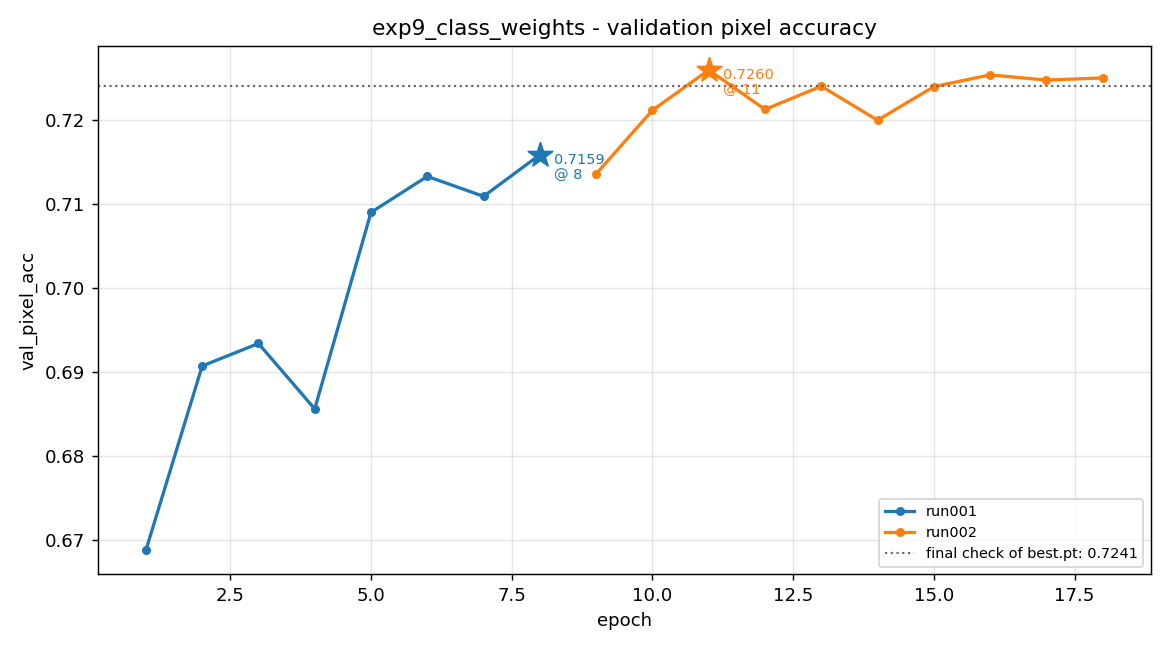 exp9_class_weights - validation pixel accuracy
val_pixel_acc
0.72
0.71
0.70
0.69
0.68
0.67
0.7159
@ 8
0.7260
@ 11
run001
run002
final check of best.pt: 0.7241
2.5
5.0
7.5
10.0
12.5
15.0
17.5
epoch